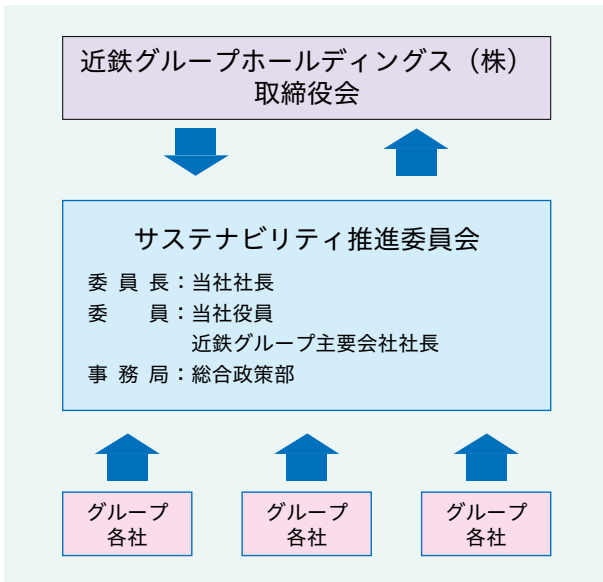 近鉄グループホールディングス（株）
取締役会
サステナビリティ推進委員会
委 員 長：当社社長
委　　員：当社役員
近鉄グループ主要会社社長
事 務 局：総合政策部
グループ
各社
グループ
各社
グループ
各社